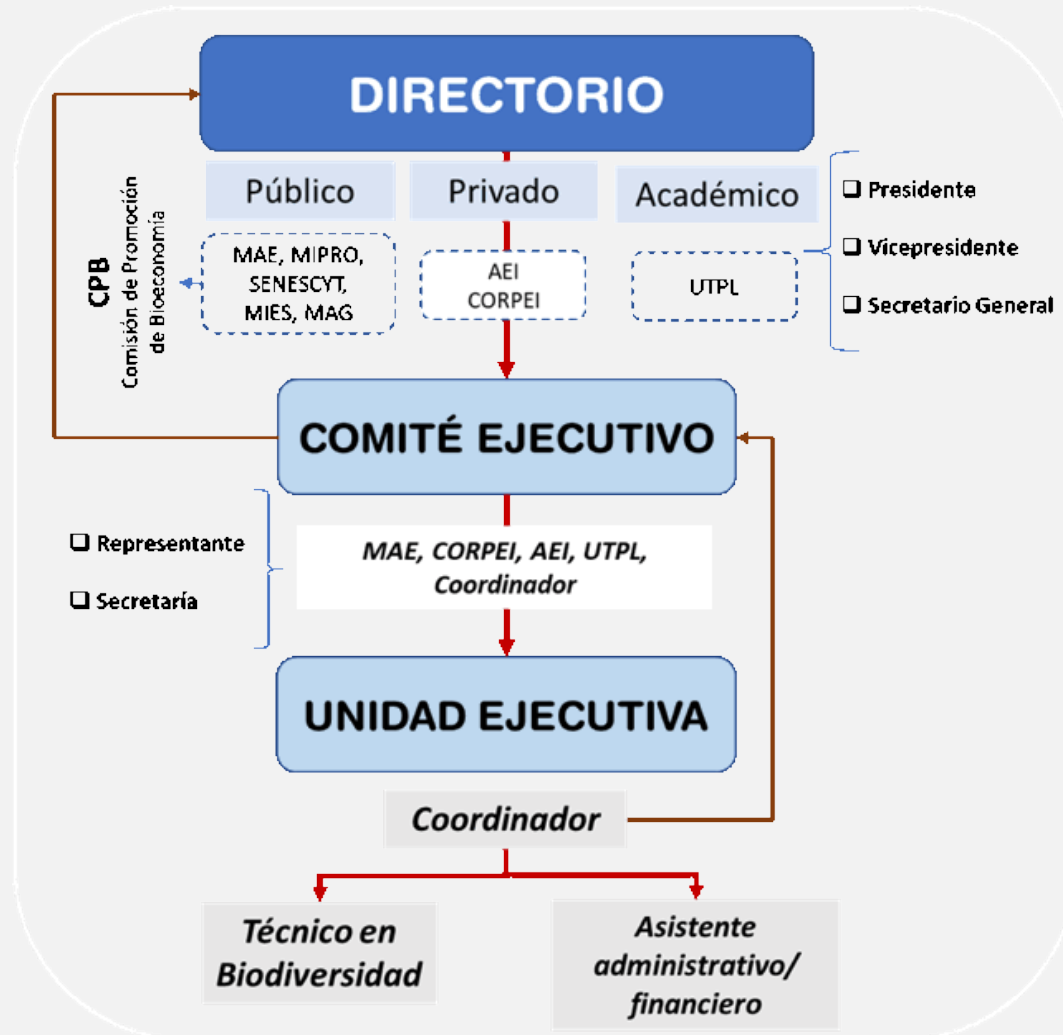 DIRECTORIO
Público
Privado
Académico
MAE, MIPRO,
SENESCYT,
MIES, MAG
AEI
CORPEI
UTPL
❑ Presidente
❑ Vicepresidente
❑ Secretario General
CPB
Comisión de Promoción
de Bioeconomía
COMITÉ EJECUTIVO
❑ Representante
❑ Secretaría
MAE, CORPEI, AEI, UTPL,
Coordinador
UNIDAD EJECUTIVA
Coordinador
Técnico en
Biodiversidad
Asistente
administrativo/
financiero